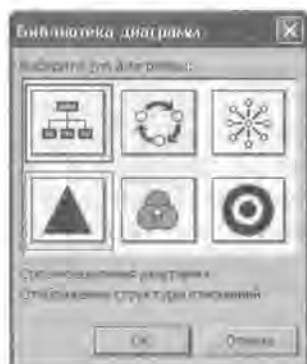 Библиотека диаграмм
Выберите тип диаграммы:
Организационная диаграмма
Отображение структуры отношений
ОК
Отмена